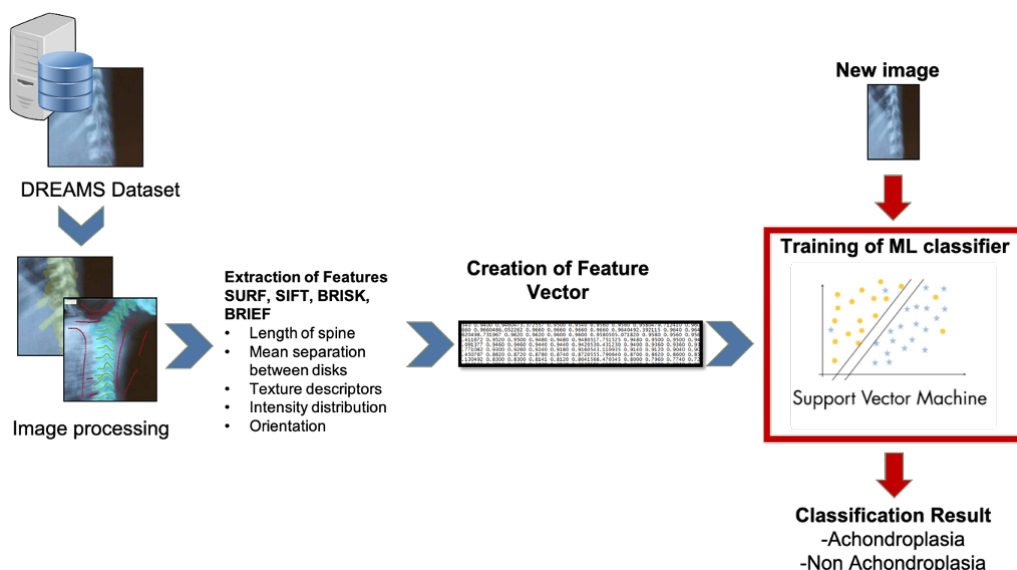 DREAMS Dataset
Image processing
Extraction of Features
SURF, SIFT, BRISK,
BRIEF
• Length of spine
• Mean separation
between disks
• Texture descriptors
• Intensity distribution
• Orientation
Creation of Feature
Vector
New image
Training of ML classifier
Support Vector Machine
Classification Result
-Achondroplasia
-Non Achondroplasia